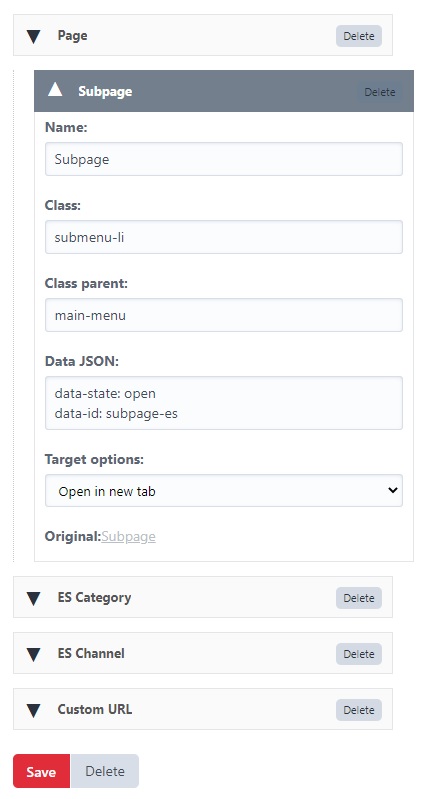 Page
Delete
Subpage
Delete
Name:
Subpage
Class:
submenu-li
Class parent:
main-menu
Data JSON:
data-state: open
data-id: subpage-es
Target options:
Open in new tab
Original:Subpage
ES Category
Delete
ES Channel
Delete
Custom URL
Delete
Save
Delete